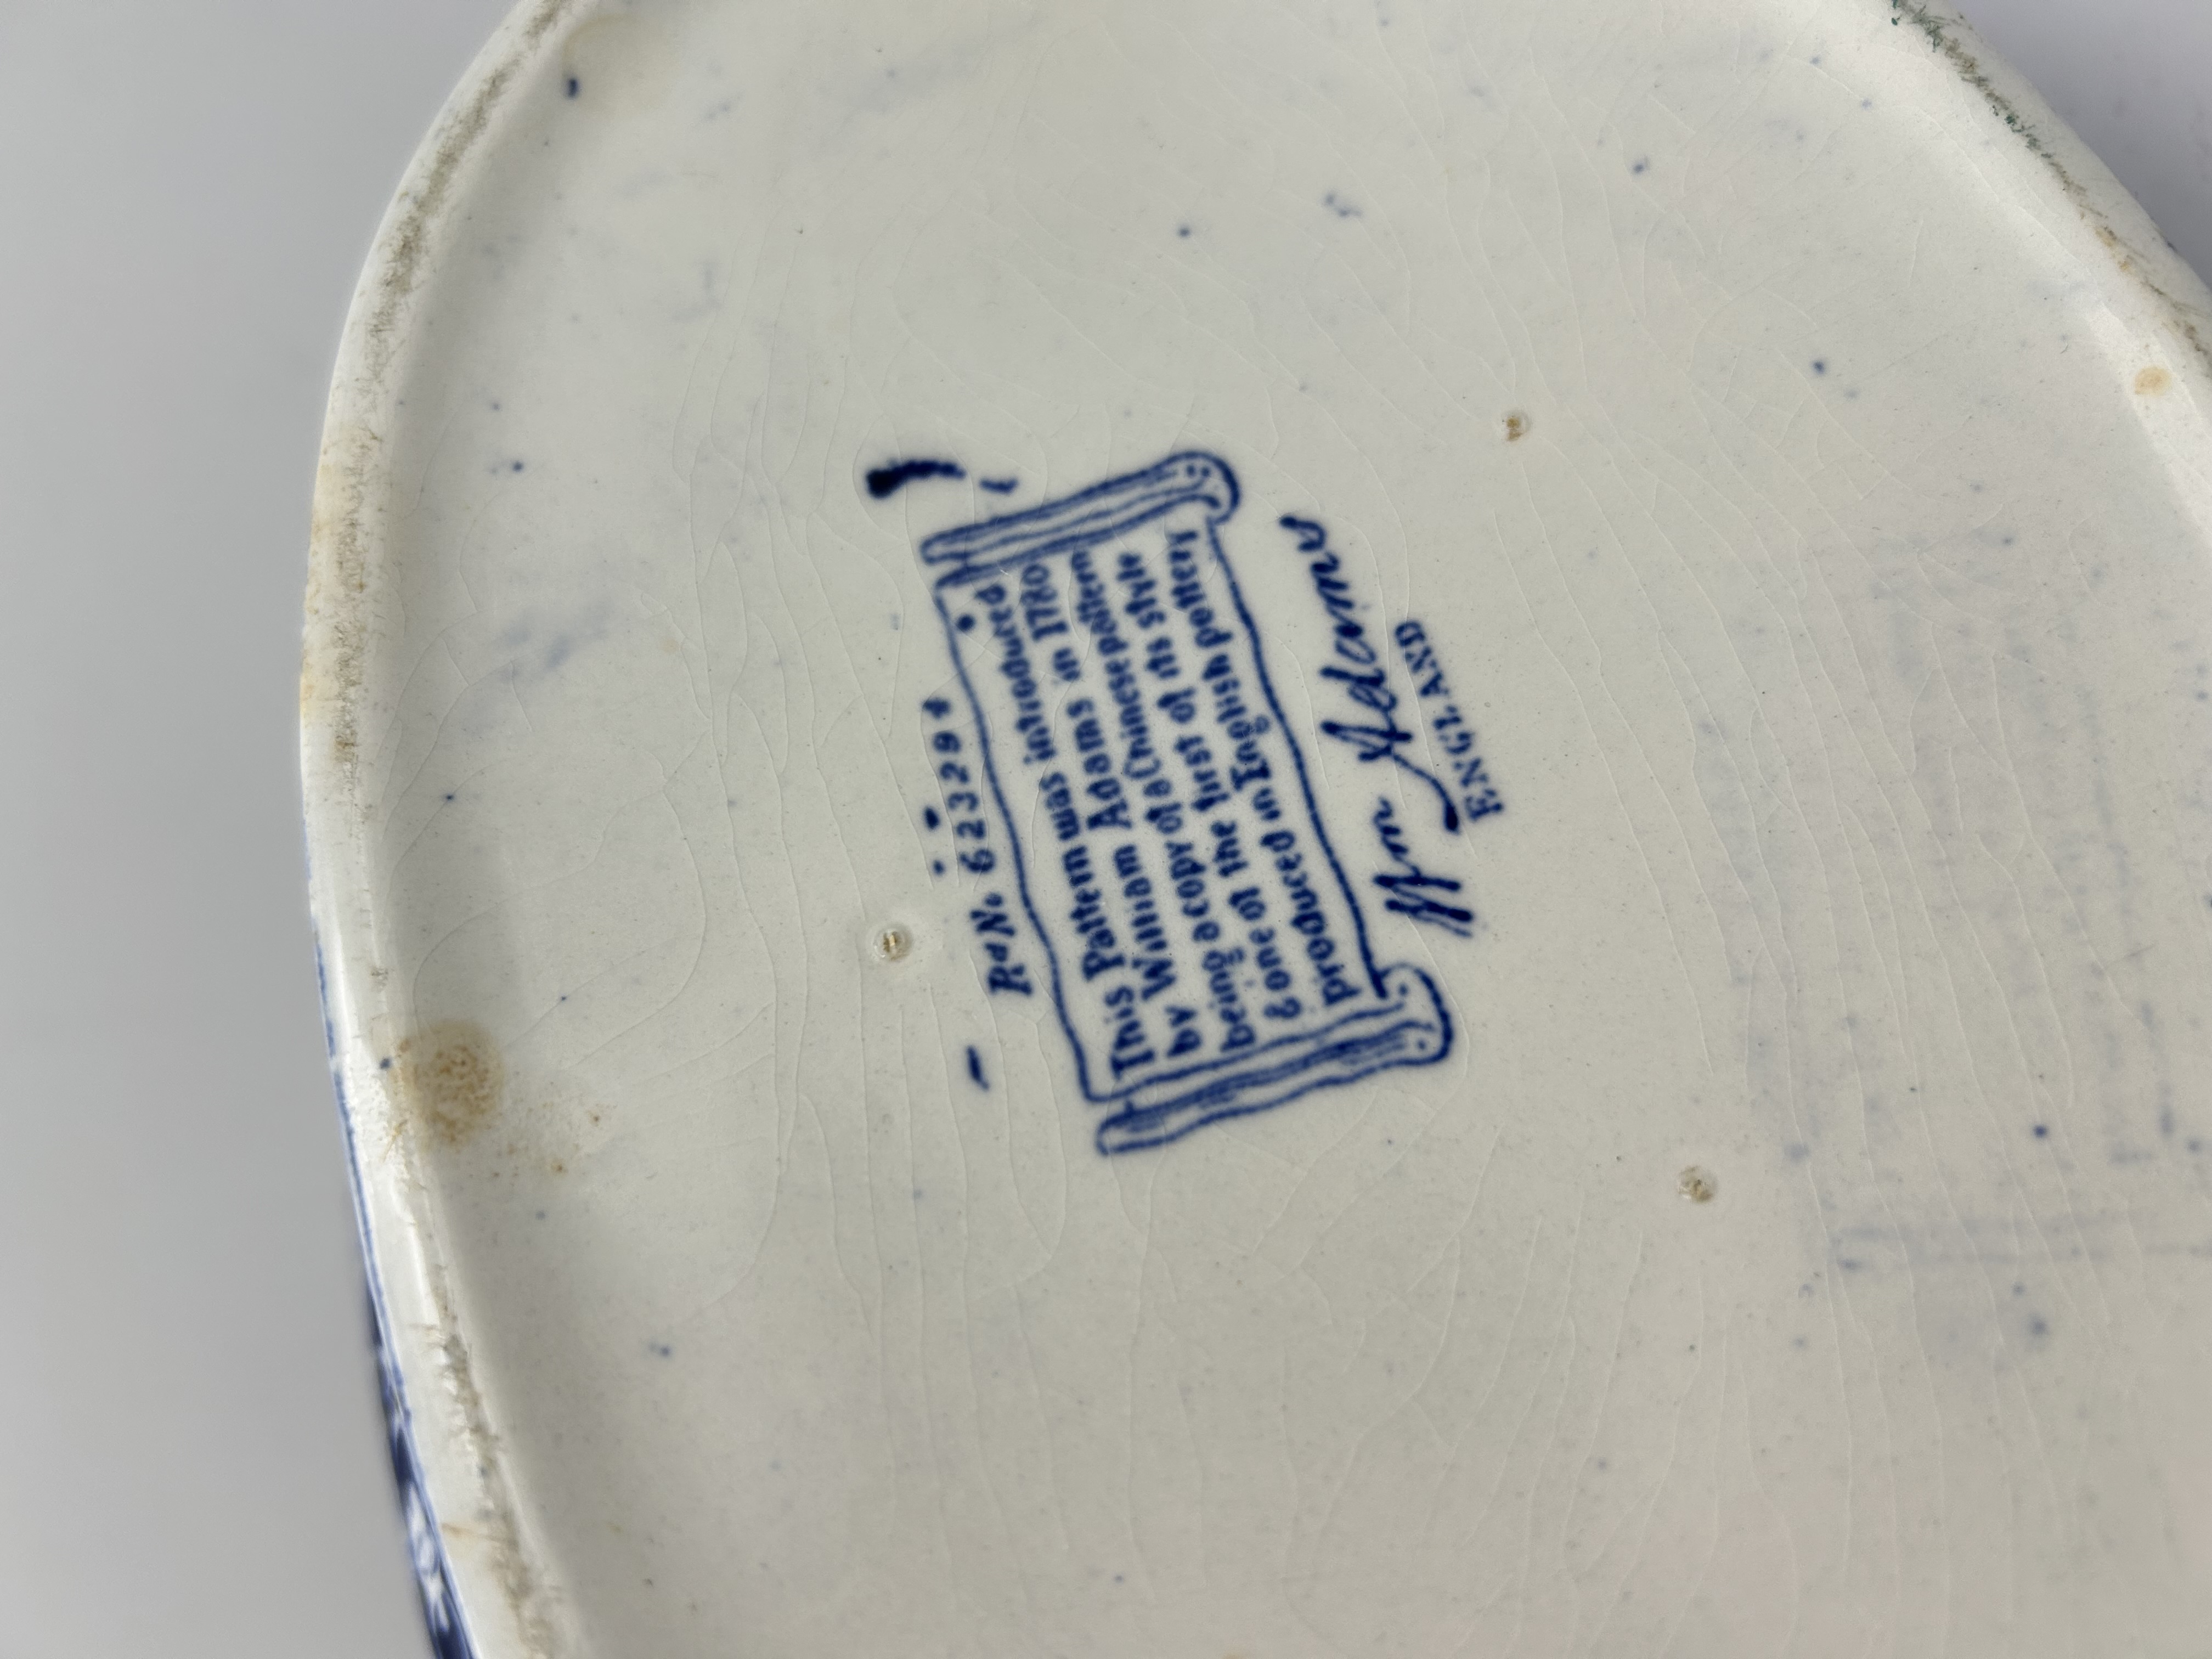 Rd No. 623294
This Pattern was introduced
by William Adams in 1780
being a copy of a Chinese pattern
& one of the first of its style
produced in English pottery
Wm Adams
ENGLAND